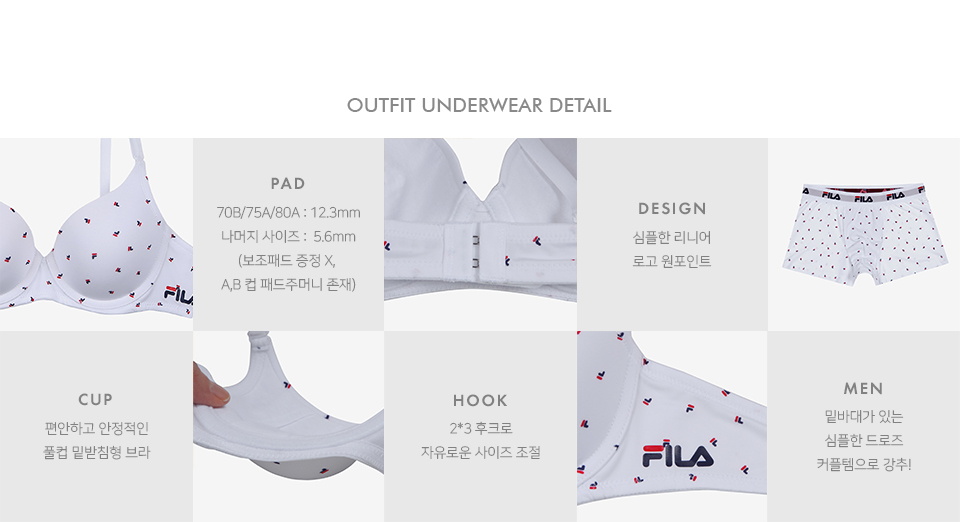 OUTFIT UNDERWEAR DETAIL
PAD
70B/75A/80A : 12.3mm
나머지 사이즈 : 5.6mm
(보조패드 증정 X,
A,B 컵 패드주머니 존재)
DESIGN
심플한 리니어
로고 원포인트
FILA FILA FILA
FILA
CUP
편안하고 안정적인
풀컵 밑받침형 브라
HOOK
2*3 후크로
자유로운 사이즈 조절
FILA
MEN
밑바대가 있는
심플한 드로즈
커플템으로 강추!